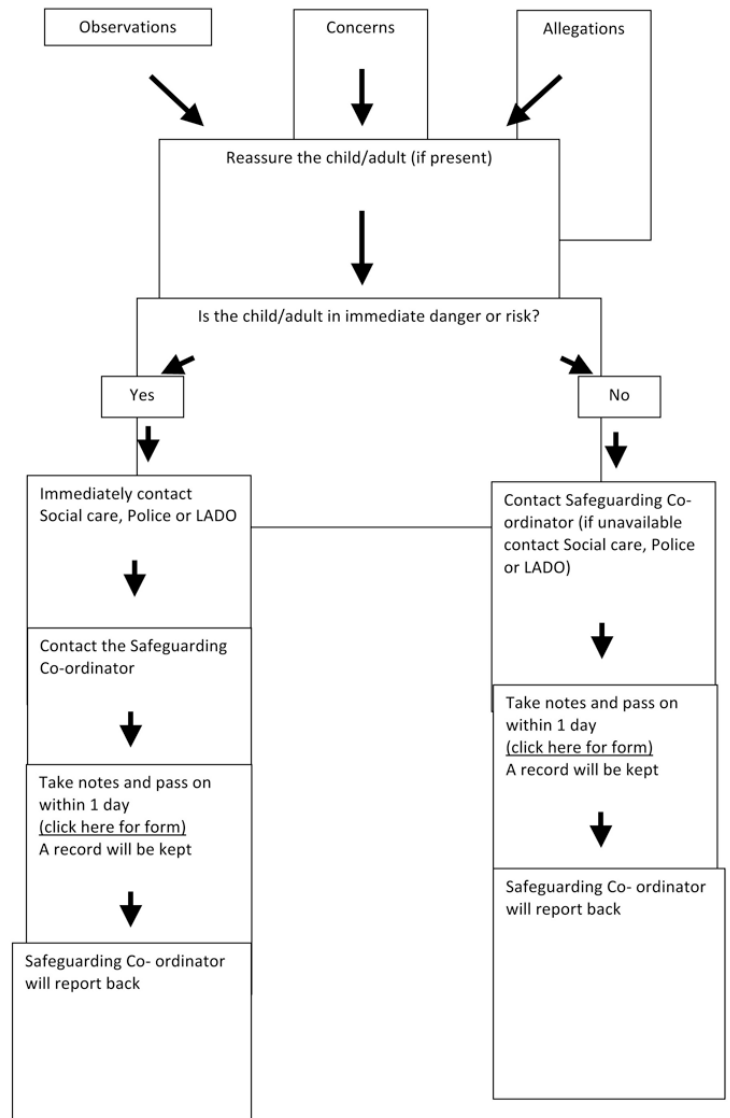 Observations
Concerns
Allegations
Reassure the child/adult (if present)
Is the child/adult in immediate danger or risk?
Yes
No
Immediately contact
Social care, Police or LADO
Contact the Safeguarding
Co-ordinator
Take notes and pass on
within 1 day
(click here for form)
A record will be kept
Safeguarding Co- ordinator
will report back
Contact Safeguarding Co-
ordinator (if unavailable
contact Social care, Police
or LADO)
Take notes and pass on
within 1 day
(click here for form)
A record will be kept
Safeguarding Co- ordinator
will report back